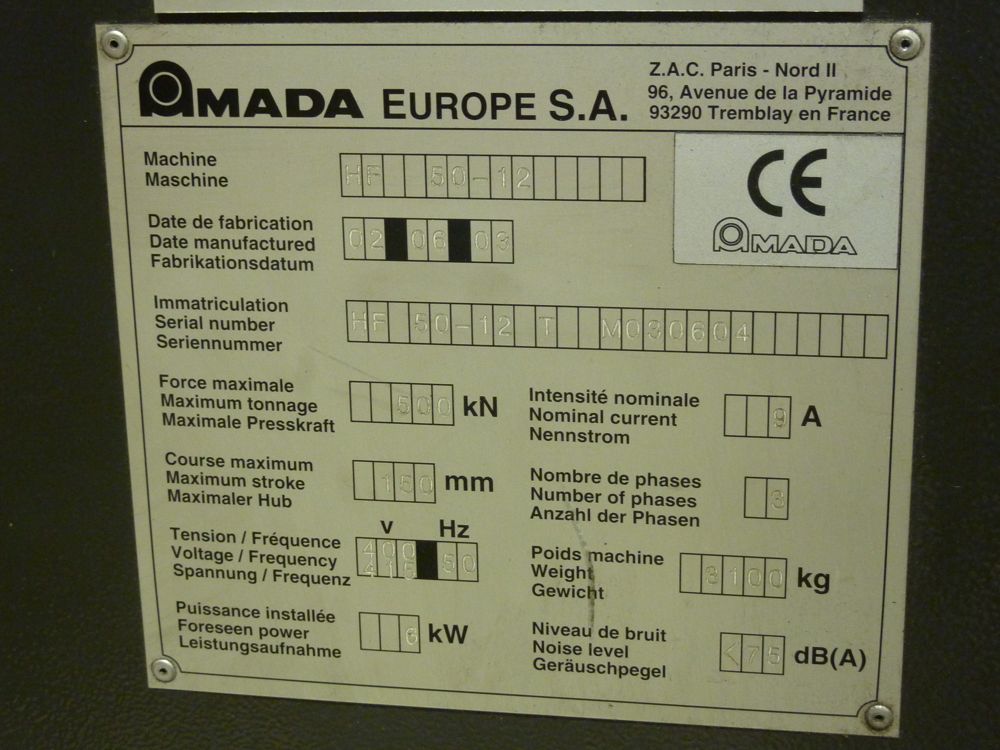 AMADA EUROPE S.A.
Z.A.C. Paris - Nord II
96, Avenue de la Pyramide
93290 Tremblay en France
Machine
Maschine
HF 50-12
CE
AMADA
Date de fabrication
Date manufactured
Fabrikationsdatum
02 06 03
Immatriculation
Serial number
Seriennummer
HF 50-12 T M030604
Force maximale
Maximum tonnage
Maximale Presskraft
500 kN
Intensité nominale
Nominal current
Nennstrom
9 A
Course maximum
Maximum stroke
Maximaler Hub
150 mm
Nombre de phases
Number of phases
Anzahl der Phasen
3
Tension / Fréquence
Voltage / Frequency
Spannung / Frequenz
V Hz
400
415 50
Poids machine
Weight
Gewicht
3100 kg
Puissance installée
Foreseen power
Leistungsaufnahme
6 kW
Niveau de bruit
Noise level
Geräuschpegel
<75 dB(A)